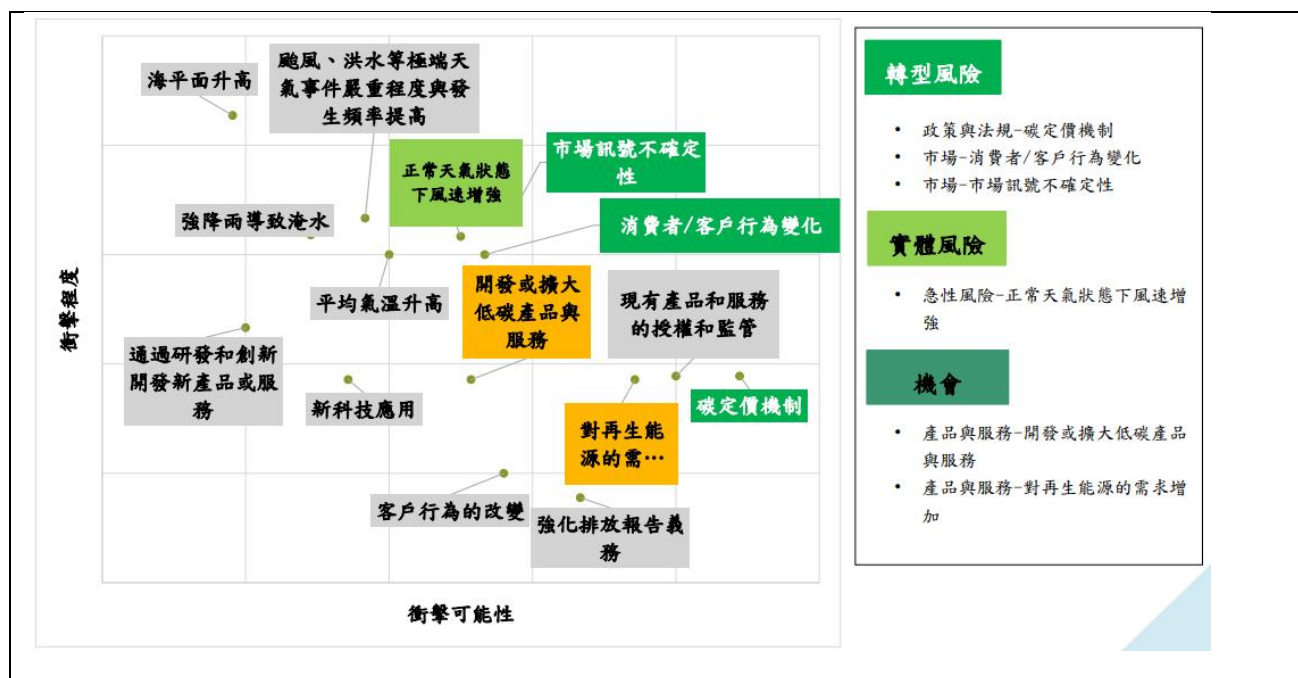 海平面升高
颱風、洪水等極端天
氣事件嚴重程度與發
生頻率提高
正常天氣狀態
下風速增強
市場訊號不確定
性
強降雨導致淹水
消費者/客戶行為變化
平均氣溫升高
開發或擴大
低碳產品與
服務
現有產品和服務
的授權和監管
通過研發和創新
開發新產品或服
務
新科技應用
對再生能
源的需…
碳定價機制
客戶行為的改變
強化排放報告義
務
衝擊程度
衝擊可能性
轉型風險
• 政策與法規-碳定價機制
• 市場-消費者/客戶行為變化
• 市場-市場訊號不確定性
實體風險
• 急性風險-正常天氣狀態下風速增
強
機會
• 產品與服務-開發或擴大低碳產品
與服務
• 產品與服務-對再生能源的需求增
加